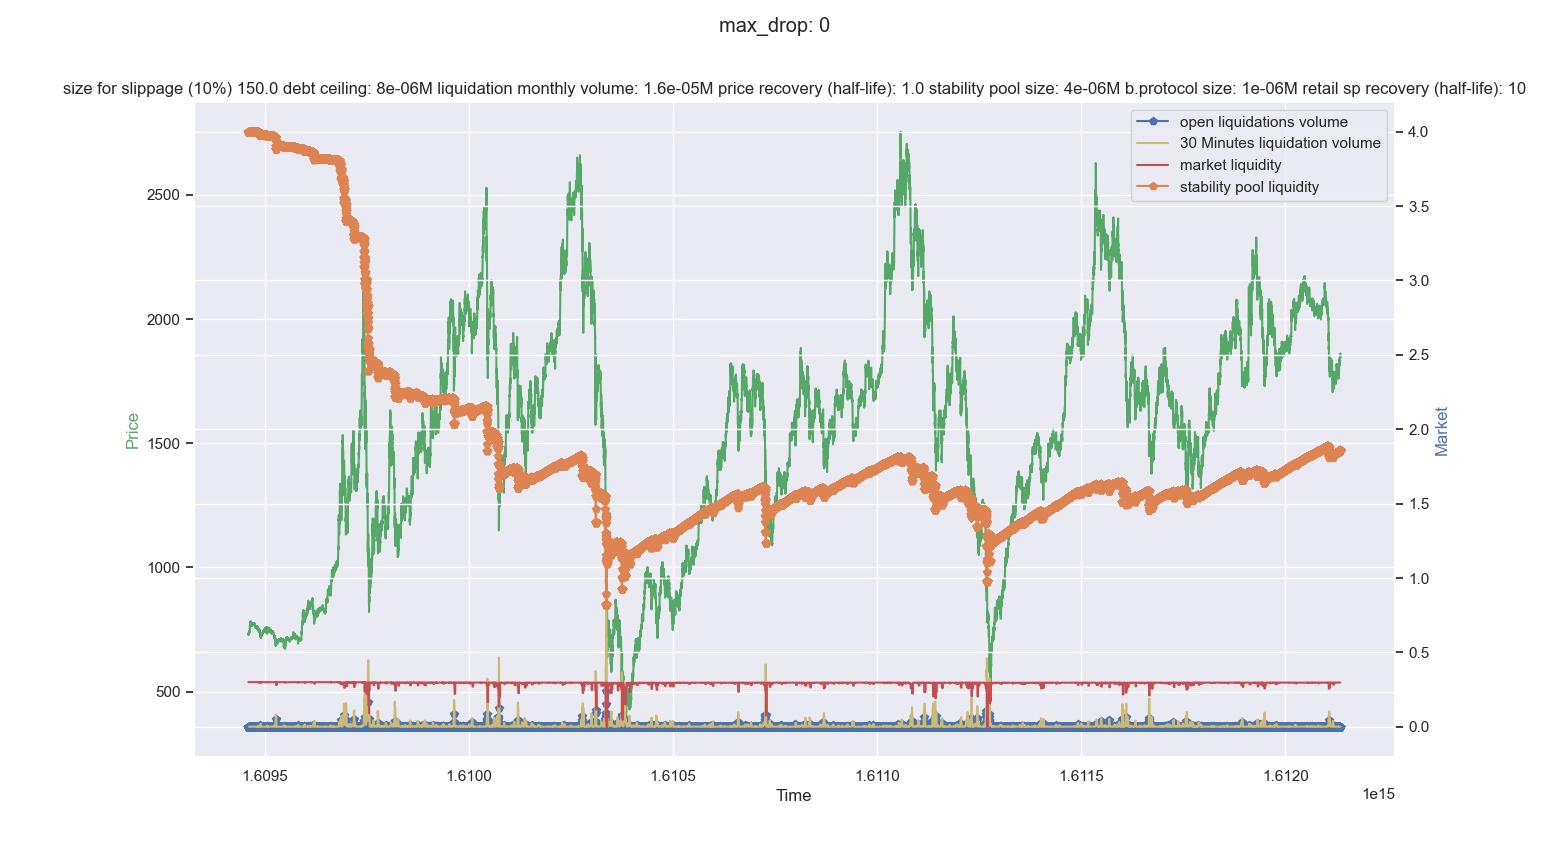 max_drop: 0
size for slippage (10%) 150.0 debt ceiling: 8e-06M liquidation monthly volume: 1.6e-05M price recovery (half-life): 1.0 stability pool size: 4e-06M b.protocol size: 1e-06M retail sp recovery (half-life): 10
open liquidations volume
30 Minutes liquidation volume
market liquidity
stability pool liquidity
2500
2000
1500
1000
500
Price
4.0
3.5
3.0
2.5
2.0
1.5
1.0
0.5
0.0
Market
1.6095
1.6100
1.6105
1.6110
1.6115
1.6120
Time
1e15